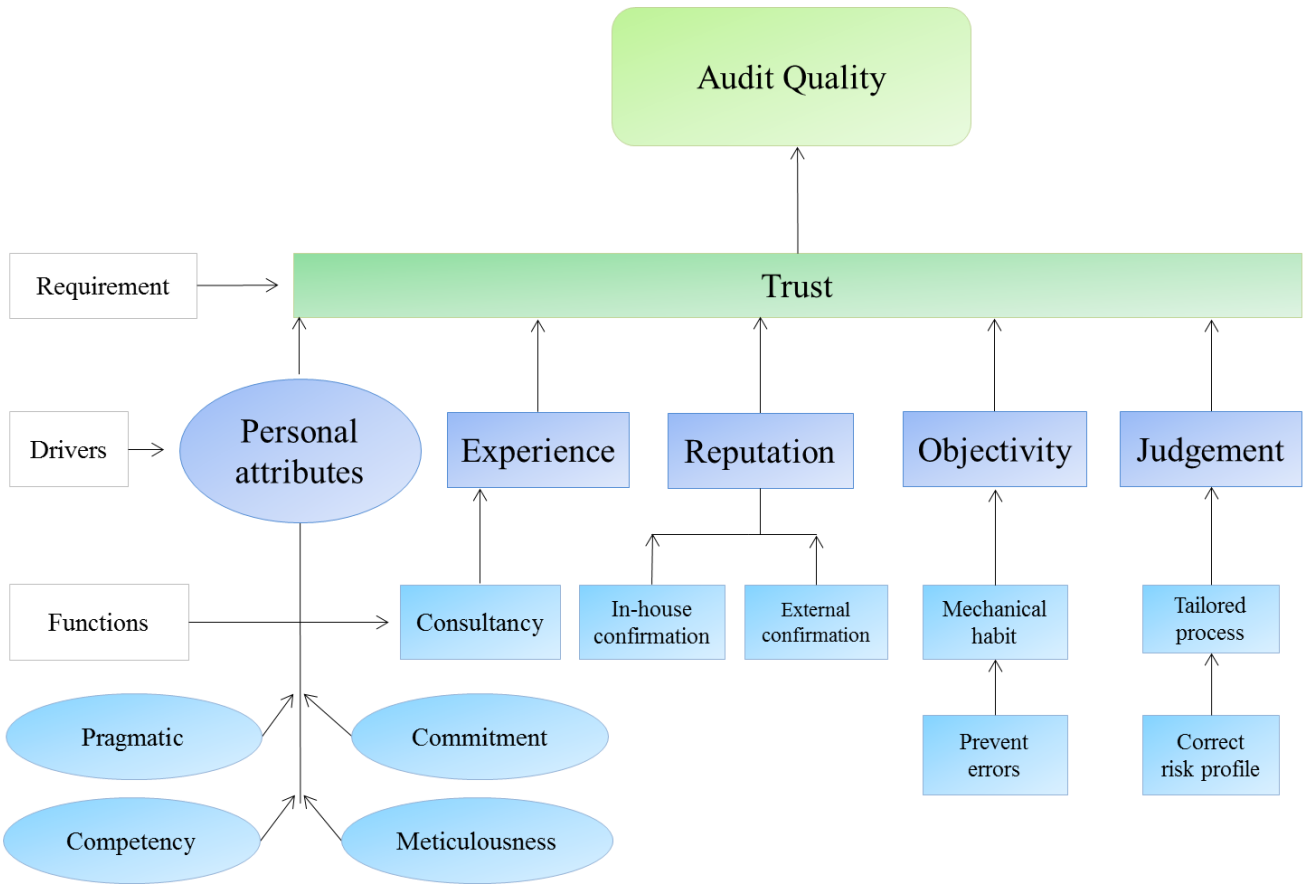 Audit Quality
Requirement
Trust
Drivers
Personal
attributes
Experience
Reputation
Objectivity
Judgement
Functions
Consultancy
In-house
confirmation
External
confirmation
Mechanical
habit
Tailored
process
Pragmatic
Commitment
Prevent
errors
Correct
risk profile
Competency
Meticulousness